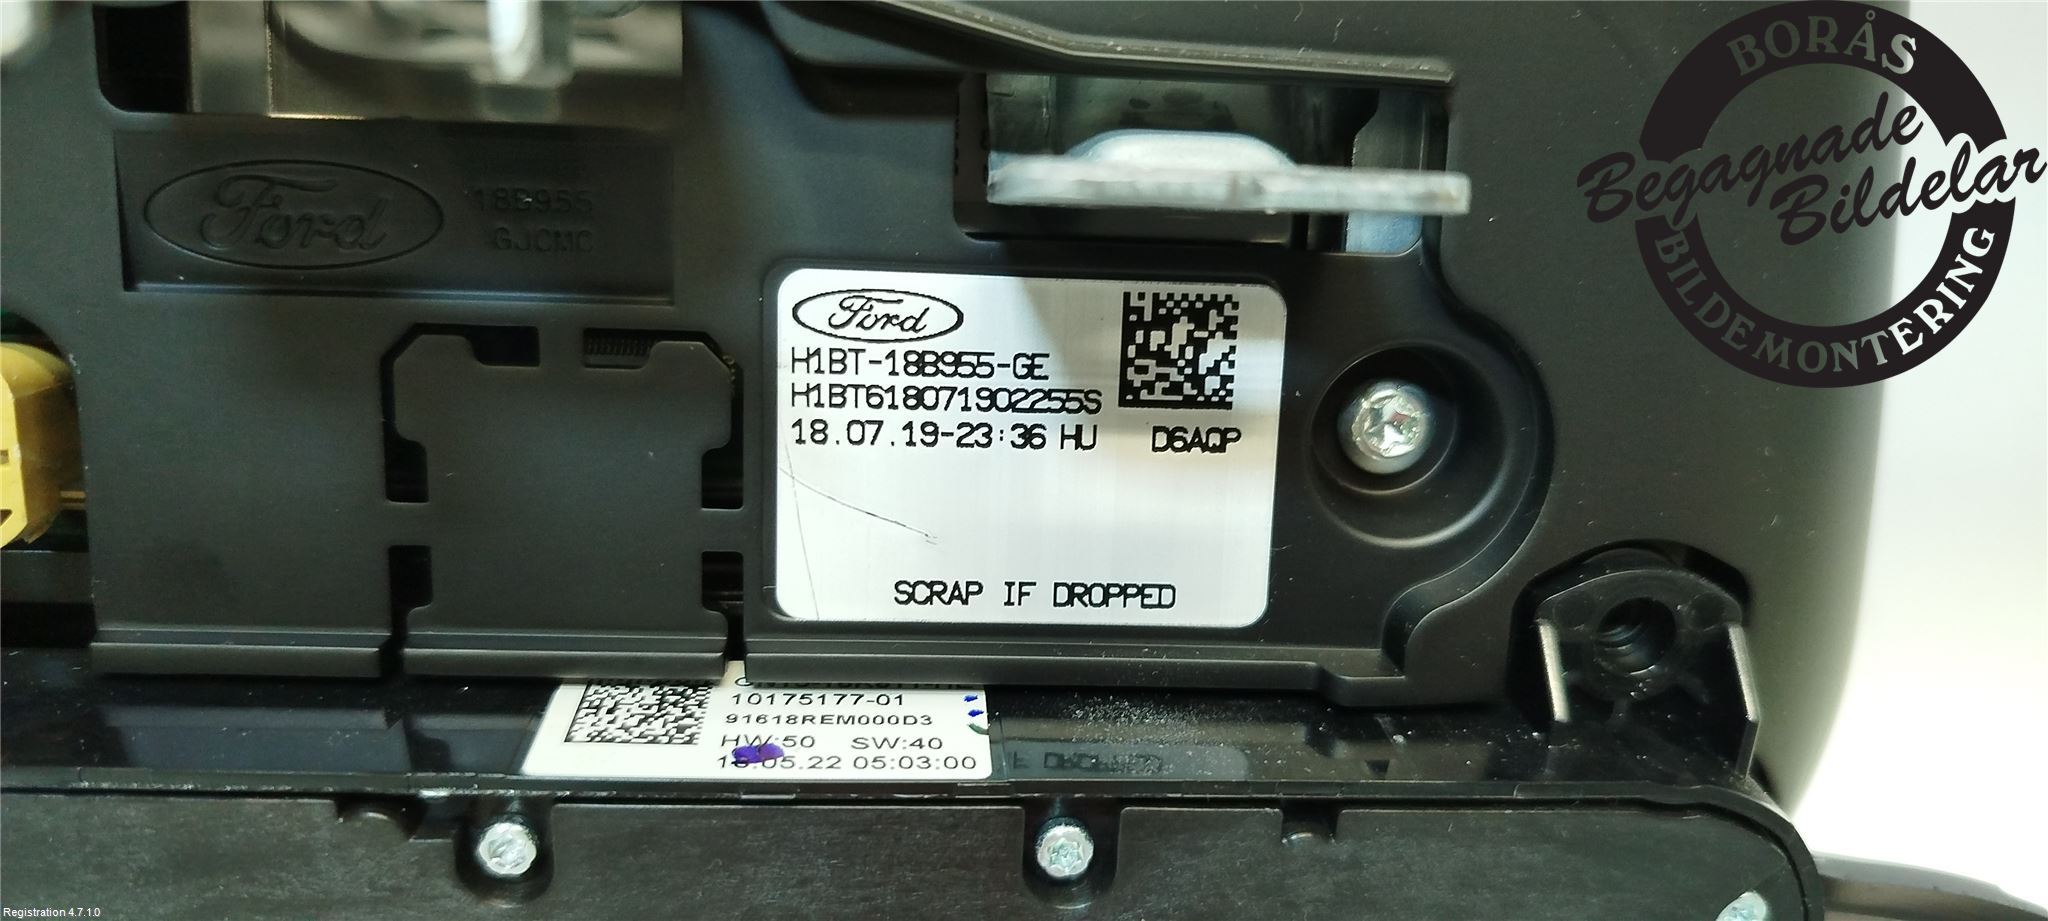 BORÅS
Begagnade
Bildelar
BILDEMONTERING
Ford
18B955
GJCMC
Ford
H1BT-18B955-GE
H1BT618071902255S
18.07.19-23:36 HU D6AQP
SCRAP IF DROPPED
10175177-01
91618REM000D3
HW:50 SW:40
18.05.22 05:03:00
Registration 4.7.1.0